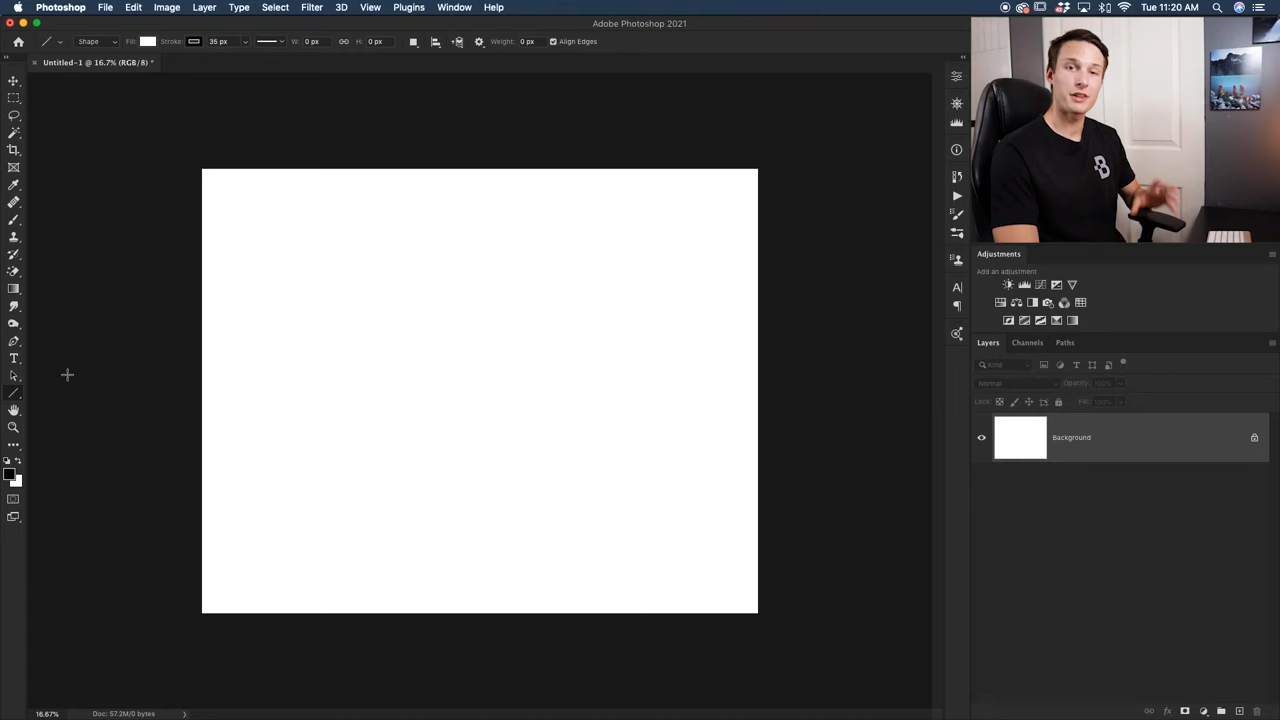 Photoshop File Edit Image Layer Type Select Filter 3D View Plugins Window Help Tue 11:20 AM
Adobe Photoshop 2021
Shape Fill: Stroke: 35 px W: 0 px H: 0 px Weight: 0 px Align Edges
Untitled-1 @ 16.7% (RGB/8) *
B
Adjustments
Add an adjustment
Layers Channels Paths
Kind
Normal Opacity: 100%
Lock: Fill: 100%
Background
16.67% Doc: 57.2M/0 bytes